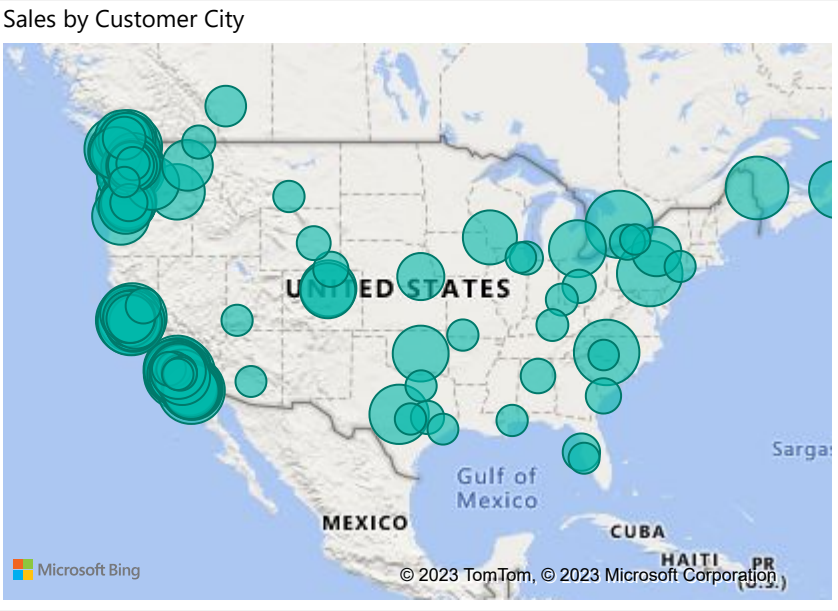 Sales by Customer City
UNITED STATES
Sargas
Gulf of
Mexico
MEXICO
CUBA
HAITI
PR
(U.S.)
Microsoft Bing
© 2023 TomTom, © 2023 Microsoft Corporation